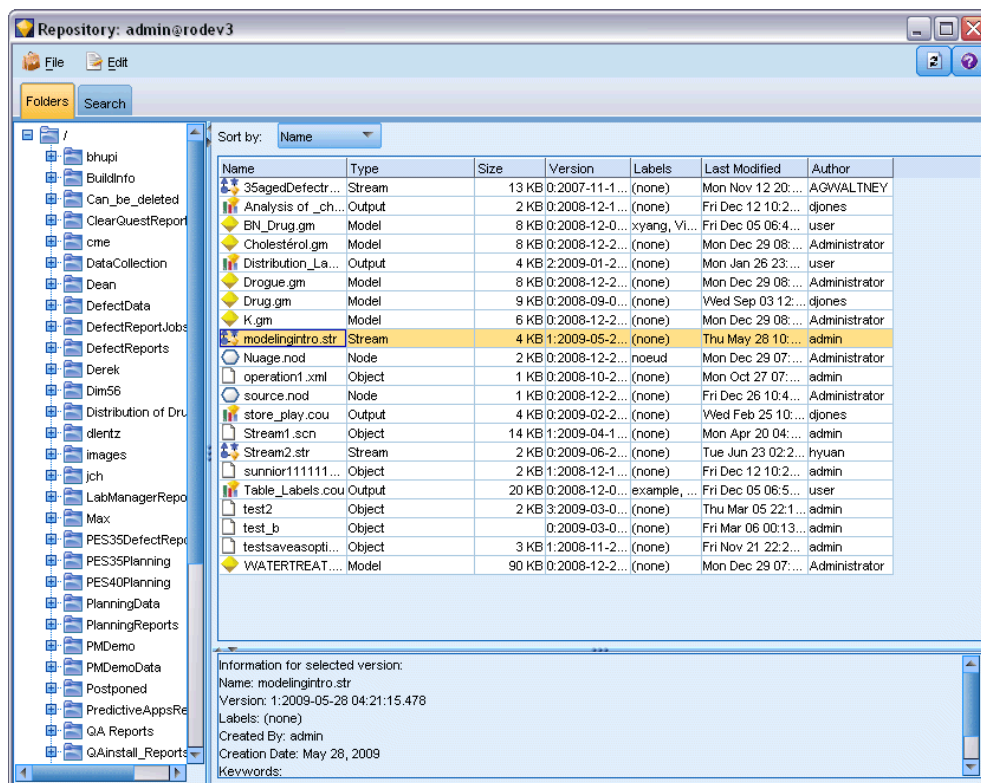 Repository: admin@rodev3
File Edit
Folders Search
/
bhupi
BuildInfo
Can_be_deleted
ClearQuestReport
cme
DataCollection
Dean
DefectData
DefectReportJobs
DefectReports
Derek
Dim56
Distribution of Dru
dlentz
images
jch
LabManagerRepo
Max
PES35DefectRepo
PES35Planning
PES40Planning
PlanningData
PlanningReports
PMDemo
PMDemoData
Postponed
PredictiveAppsRe
QA Reports
QAinstall_Reports
Sort by: Name
Name Type Size Version Labels Last Modified Author
35agedDefectr... Stream 13 KB 0:2007-11-1... (none) Mon Nov 12 20:... AGWALTNEY
Analysis of _ch... Output 2 KB 0:2008-12-1... (none) Fri Dec 12 10:2... djones
BN_Drug.gm Model 8 KB 0:2008-12-0... xyang, Vi... Fri Dec 05 06:4... user
Cholestérol.gm Model 8 KB 0:2008-12-2... (none) Mon Dec 29 08:... Administrator
Distribution_La... Output 4 KB 2:2009-01-2... (none) Mon Jan 26 23:... user
Drogue.gm Model 8 KB 0:2008-12-2... (none) Mon Dec 29 08:... Administrator
Drug.gm Model 9 KB 0:2008-09-0... (none) Wed Sep 03 12:... djones
K.gm Model 6 KB 0:2008-12-2... (none) Mon Dec 29 08:... Administrator
modelingintro.str Stream 4 KB 1:2009-05-2... (none) Thu May 28 10:... admin
Nuage.nod Node 2 KB 0:2008-12-2... noeud Mon Dec 29 07:... Administrator
operation1.xml Object 1 KB 0:2008-10-2... (none) Mon Oct 27 07:... admin
source.nod Node 1 KB 0:2008-12-2... (none) Fri Dec 26 10:4... Administrator
store_play.cou Output 4 KB 0:2009-02-2... (none) Wed Feb 25 10:... djones
Stream1.scn Object 14 KB 1:2009-04-1... (none) Mon Apr 20 04:... admin
Stream2.str Stream 2 KB 0:2009-06-2... (none) Tue Jun 23 02:2... hyuan
sunnior111111... Object 2 KB 1:2008-12-1... (none) Fri Dec 12 10:2... admin
Table_Labels.cou Output 20 KB 0:2008-12-0... example, ... Fri Dec 05 06:5... user
test2 Object 2 KB 3:2009-03-0... (none) Thu Mar 05 22:1... admin
test_b Object 0:2009-03-0... (none) Fri Mar 06 00:13... admin
testsaveasopti... Object 3 KB 1:2008-11-2... (none) Fri Nov 21 22:2... admin
WATERTREAT.... Model 90 KB 0:2008-12-2... (none) Mon Dec 29 07:... Administrator
Information for selected version:
Name: modelingintro.str
Version: 1:2009-05-28 04:21:15.478
Labels: (none)
Created By: admin
Creation Date: May 28, 2009
Keywords: